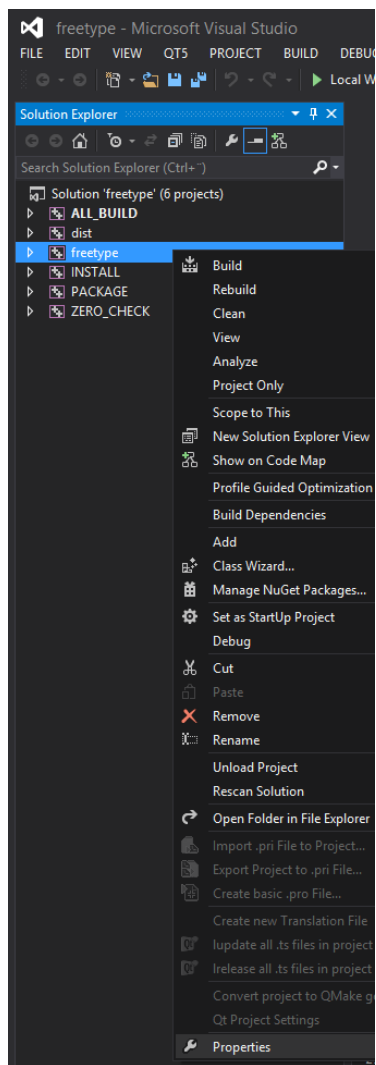 freetype - Microsoft Visual Studio
FILE EDIT VIEW QT5 PROJECT BUILD
Local
Solution Explorer
Search Solution Explorer (Ctrl+¨)
Solution 'freetype' (6 projects)
ALL_BUILD
dist
freetype
INSTALL
PACKAGE
ZERO_CHECK
Build
Rebuild
Clean
View
Analyze
Project Only
Scope to This
New Solution Explorer View
Show on Code Map
Profile Guided Optimization
Build Dependencies
Add
Class Wizard...
Manage NuGet Packages...
Set as StartUp Project
Debug
Cut
Paste
Remove
Rename
Unload Project
Rescan Solution
Open Folder in File Explorer
Import .pri File to Project...
Export Project to .pri File...
Create basic .pro File...
Create new Translation File
lupdate all .ts files in project
lrelease all .ts files in project
Convert project to QMake
Qt Project Settings
Properties